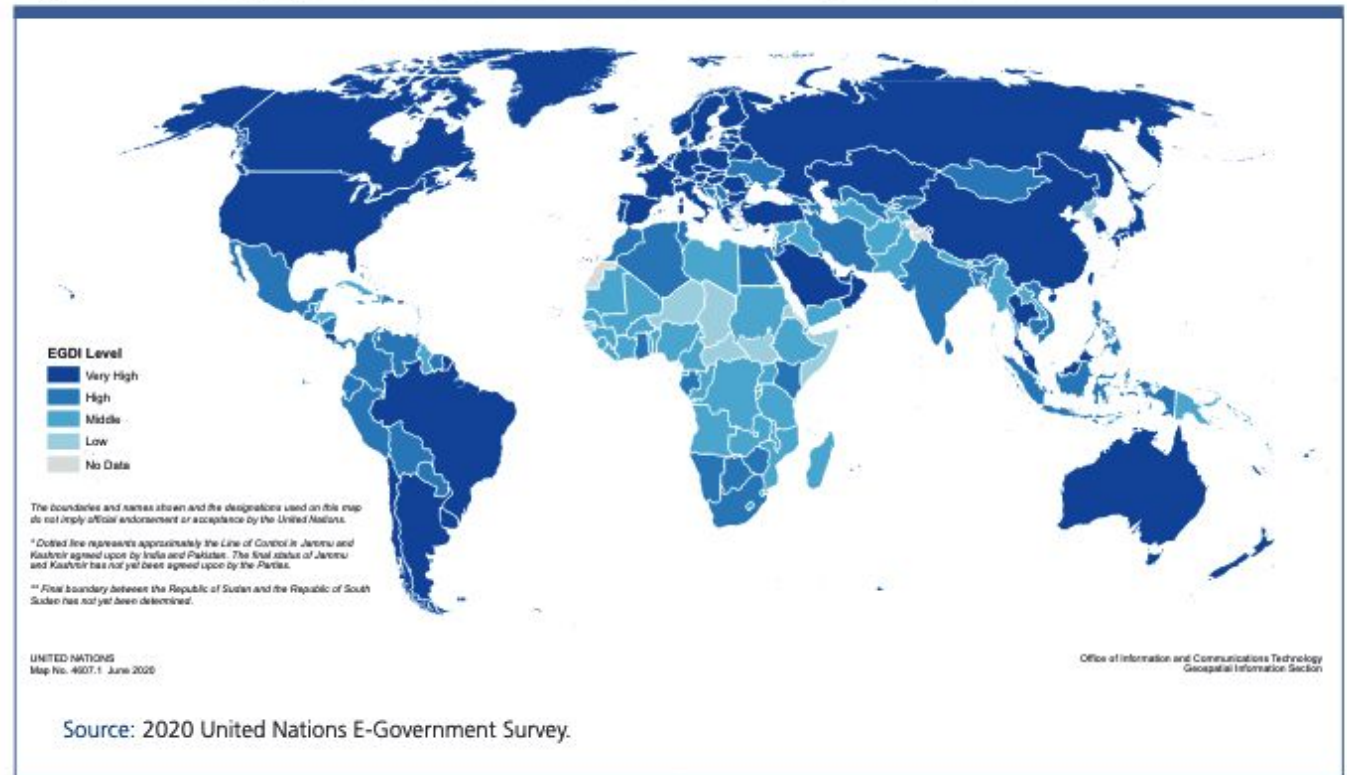 EGDI Level
Very High
High
Middle
Low
No Data
The boundaries and names shown and the designations used on this map
do not imply official endorsement or acceptance by the United Nations.
* Dotted line represents approximately the Line of Control in Jammu and
Kashmir agreed upon by India and Pakistan. The final status of Jammu
and Kashmir has not yet been agreed upon by the Parties.
** Final boundary between the Republic of Sudan and the Republic of South
Sudan has not yet been determined.
UNITED NATIONS
Map No. 4607.1 June 2020
Office of Information and Communications Technology
Geospatial Information Section
Source: 2020 United Nations E-Government Survey.